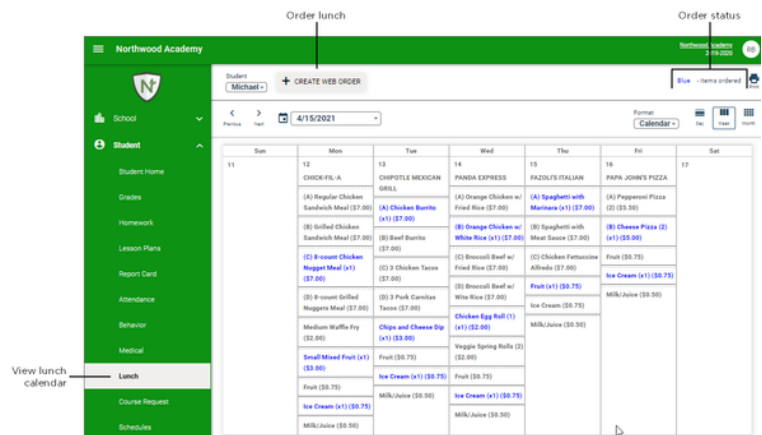 Order lunch
Order status
Northwood Academy
Northwood Academy
2019-2020
RB
Student
Michael
+ CREATE WEB ORDER
Blue - Items ordered
Print
N
School
Previous
Next
4/15/2021
Format
Calendar
Day
Week
Month
Student
Student Home
Grades
Homework
Lesson Plans
Report Card
Attendance
Behavior
Medical
View lunch
calendar
Lunch
Course Request
Schedules
Sun
Mon
Tue
Wed
Thu
Fri
Sat
11
12
CHICK-FIL-A
(A) Regular Chicken
Sandwich Meal ($7.00)
(B) Grilled Chicken
Sandwich Meal ($7.00)
(C) 8-count Chicken
Nugget Meal (x1)
($7.00)
(D) 8-count Grilled
Nuggets Meal ($7.00)
Medium Waffle Fry
($2.00)
Small Mixed Fruit (x1)
($3.00)
Fruit ($0.75)
Ice Cream (x1) ($0.75)
Milk/Juice ($0.50)
13
CHIPOTLE MEXICAN
GRILL
(A) Chicken Burrito
(x1) ($7.00)
(B) Beef Burrito
($7.00)
(C) 3 Chicken Tacos
($7.00)
(D) 3 Pork Carnitas
Tacos ($7.00)
Chips and Cheese Dip
(x1) ($3.00)
Fruit ($0.75)
Ice Cream (x1) ($0.75)
Milk/Juice ($0.50)
14
PANDA EXPRESS
(A) Orange Chicken w/
Fried Rice ($7.00)
(B) Orange Chicken w/
White Rice (x1) ($7.00)
(C) Broccoli Beef w/
Fried Rice ($7.00)
(D) Broccoli Beef w/
Wite Rice ($7.00)
Chicken Egg Roll (1)
(x1) ($2.00)
Veggie Spring Rolls (2)
($2.00)
Fruit ($0.75)
Ice Cream (x1) ($0.75)
Milk/Juice ($0.50)
15
FAZOLI'S ITALIAN
(A) Spaghetti with
Marinara (x1) ($7.00)
(B) Spaghetti with
Meat Sauce ($7.00)
(C) Chicken Fettuccine
Alfredo ($7.00)
Fruit (x1) ($0.75)
Ice Cream ($0.75)
Milk/Juice ($0.50)
16
PAPA JOHN'S PIZZA
(A) Pepperoni Pizza
(2) ($5.50)
(B) Cheese Pizza (2)
(x1) ($5.00)
Fruit ($0.75)
Ice Cream (x1) ($0.75)
Milk/Juice ($0.50)
17